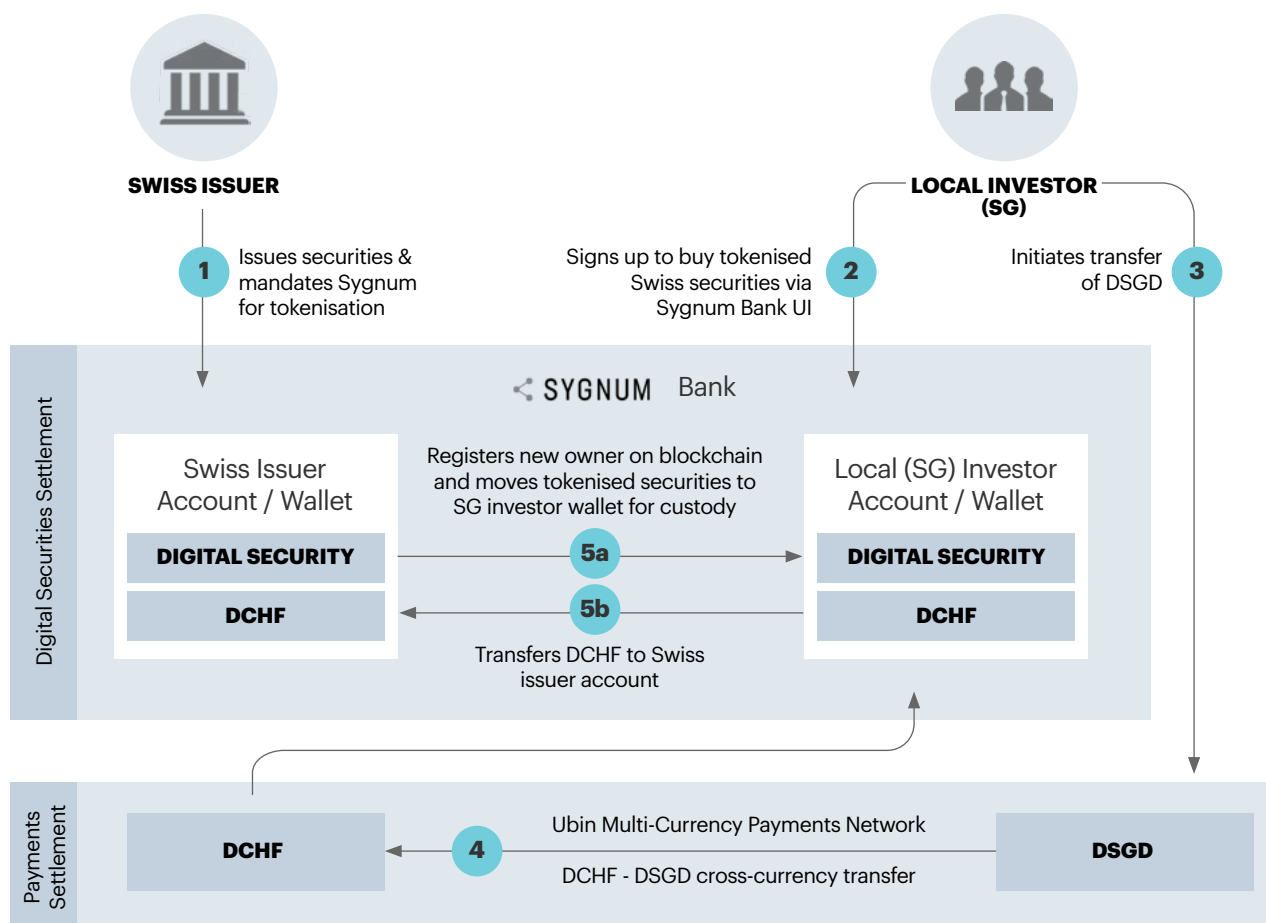 SWISS ISSUER
LOCAL INVESTOR
(SG)
1
Issues securities &
mandates Sygnum
for tokenisation
Signs up to buy tokenised
Swiss securities via
Sygnum Bank UI
2
Initiates transfer
of DSGD
3
Digital Securities Settlement
SYGNUM Bank
Swiss Issuer
Account / Wallet
DIGITAL SECURITY
DCHF
Registers new owner on blockchain
and moves tokenised securities to
SG investor wallet for custody
5a
5b
Transfers DCHF to Swiss
issuer account
Local (SG) Investor
Account / Wallet
DIGITAL SECURITY
DCHF
Payments
Settlement
DCHF
4
Ubin Multi-Currency Payments Network
DCHF - DSGD cross-currency transfer
DSGD